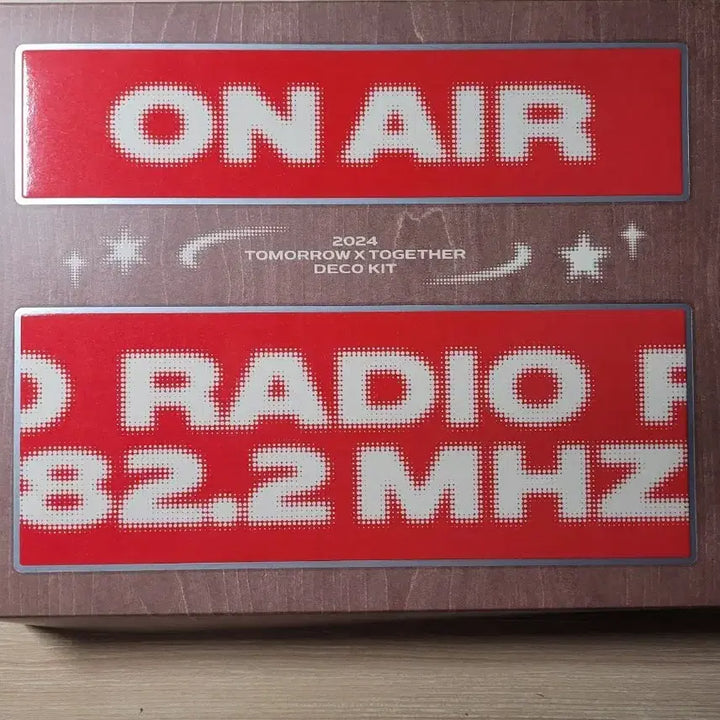 ON AIR
2024
TOMORROW X TOGETHER
DECO KIT
O RADIO R
82.2 MHZ